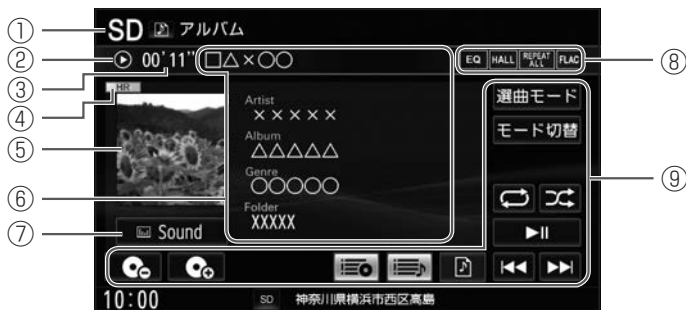 ① SD アルバム
② 00'11'' □△×○○ EQ HALL REPEAT ALL FLAC ⑧
③
④ HR 選曲モード
Artist
×××××
モード切替
⑤ Album
△△△△△
⑨
Genre
○○○○○
⑥ Folder
XXXXX
⑦ Sound
10:00 SD 神奈川県横浜市西区高島